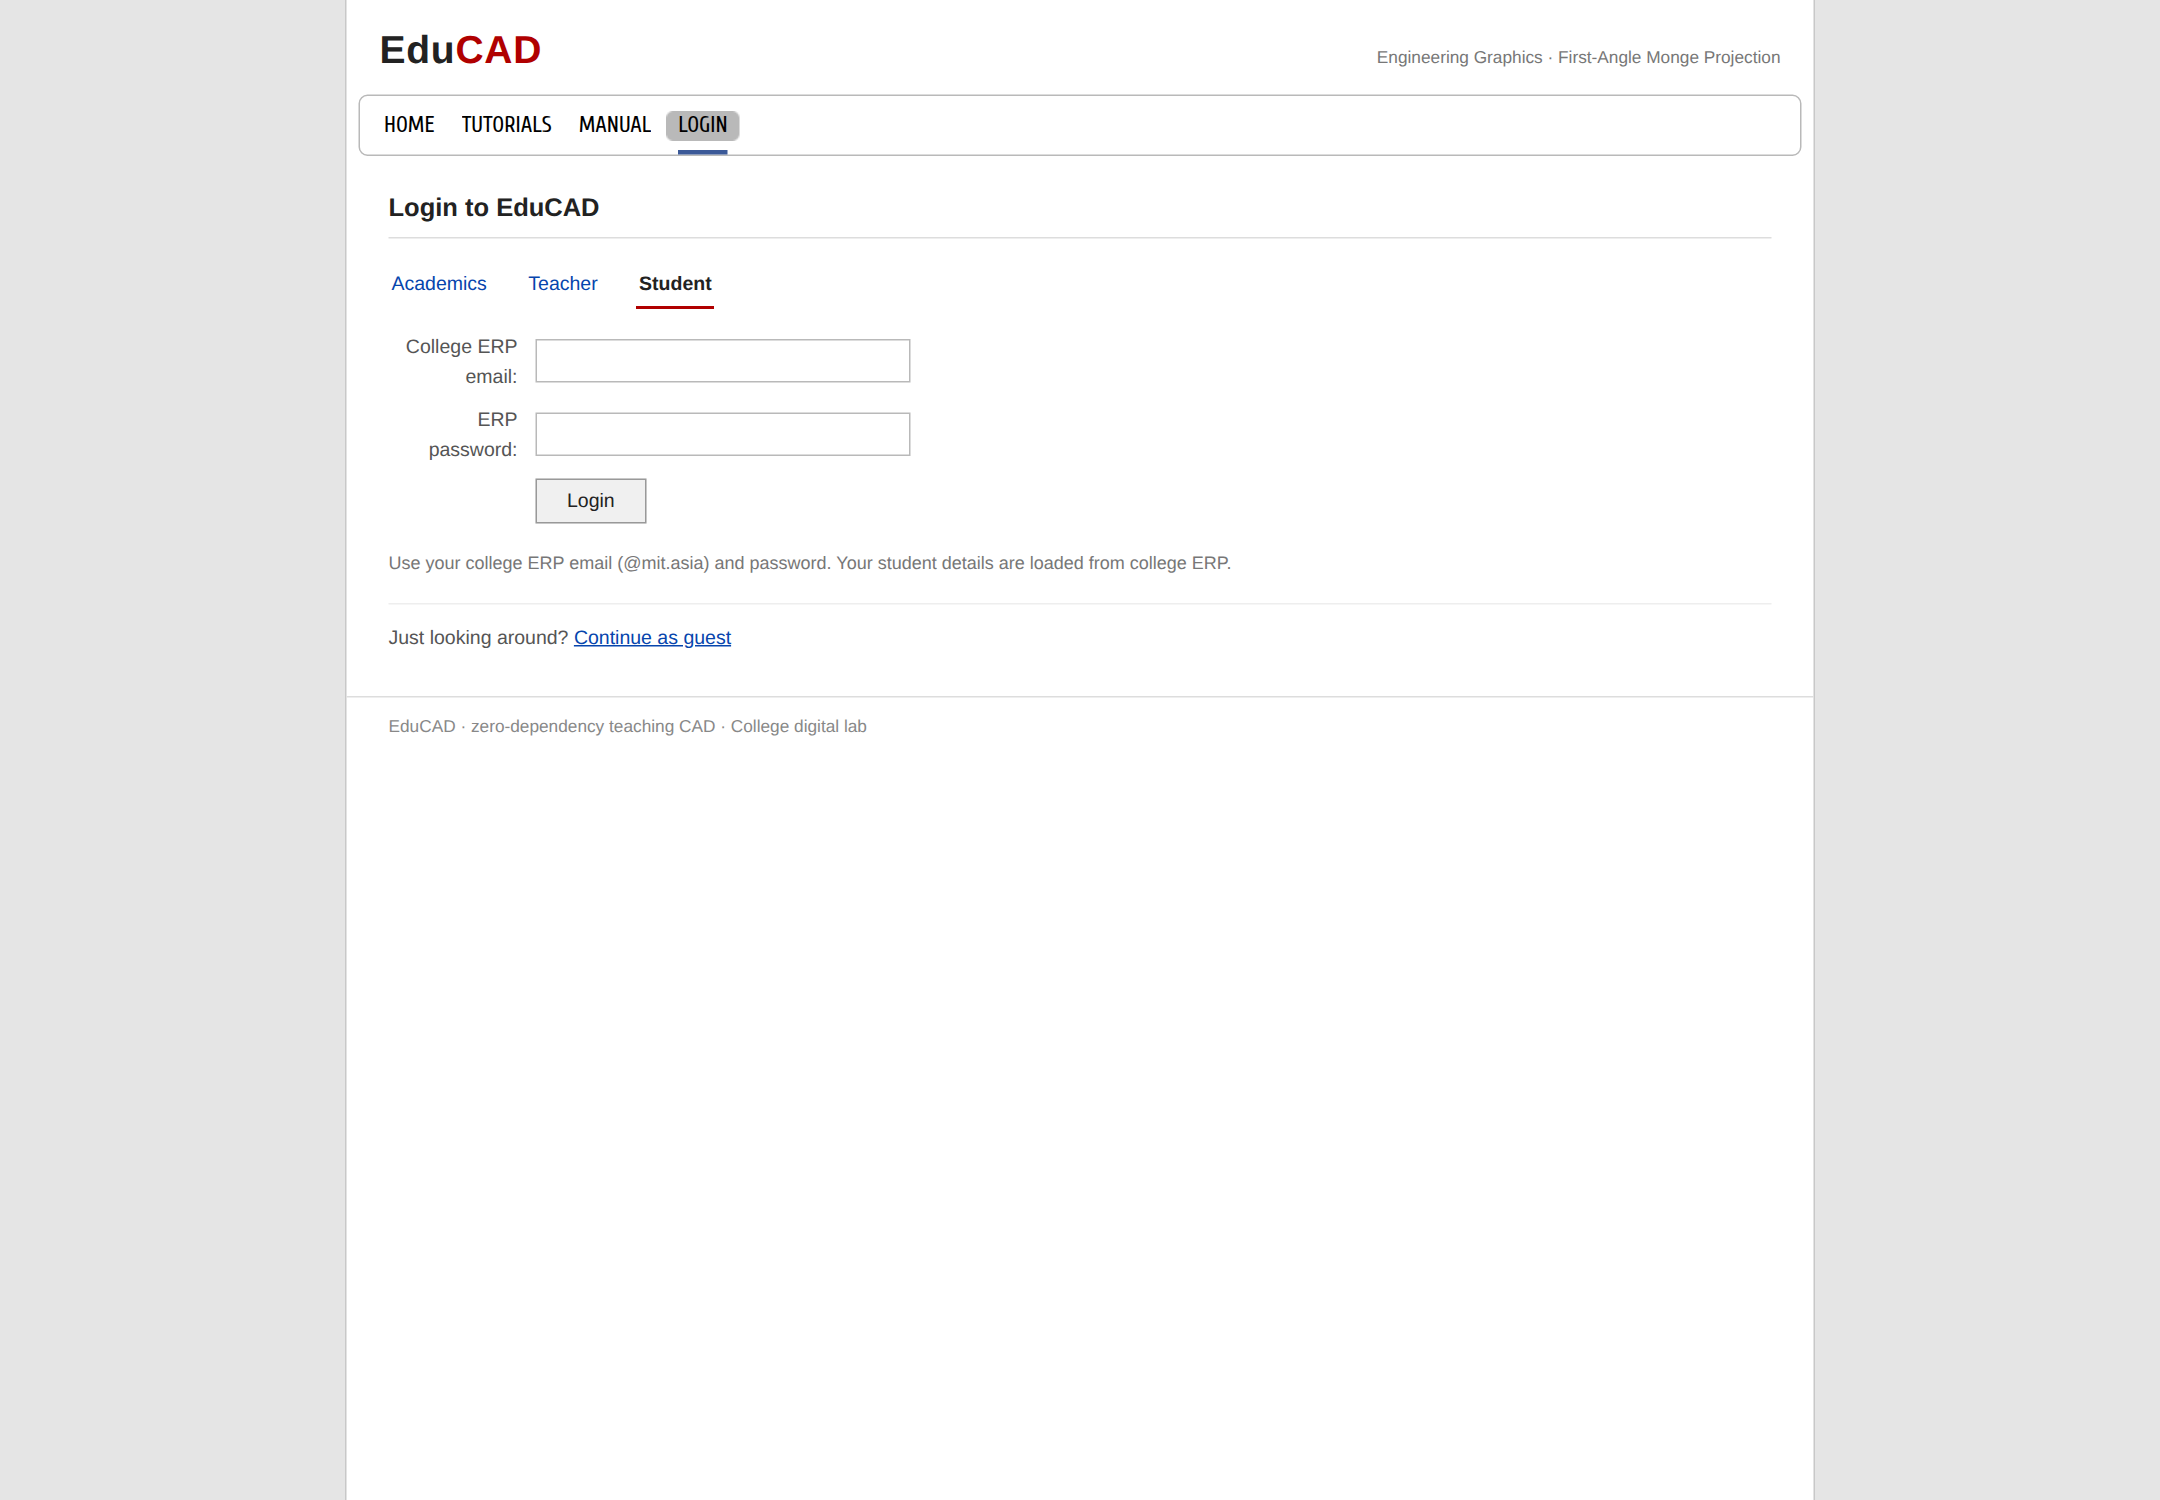 EduCAD
Engineering Graphics · First-Angle Monge Projection
HOME TUTORIALS MANUAL LOGIN
Login to EduCAD
Academics Teacher Student
College ERP
email:
ERP
password:
Login
Use your college ERP email (@mit.asia) and password. Your student details are loaded from college ERP.
Just looking around? Continue as guest
EduCAD · zero-dependency teaching CAD · College digital lab